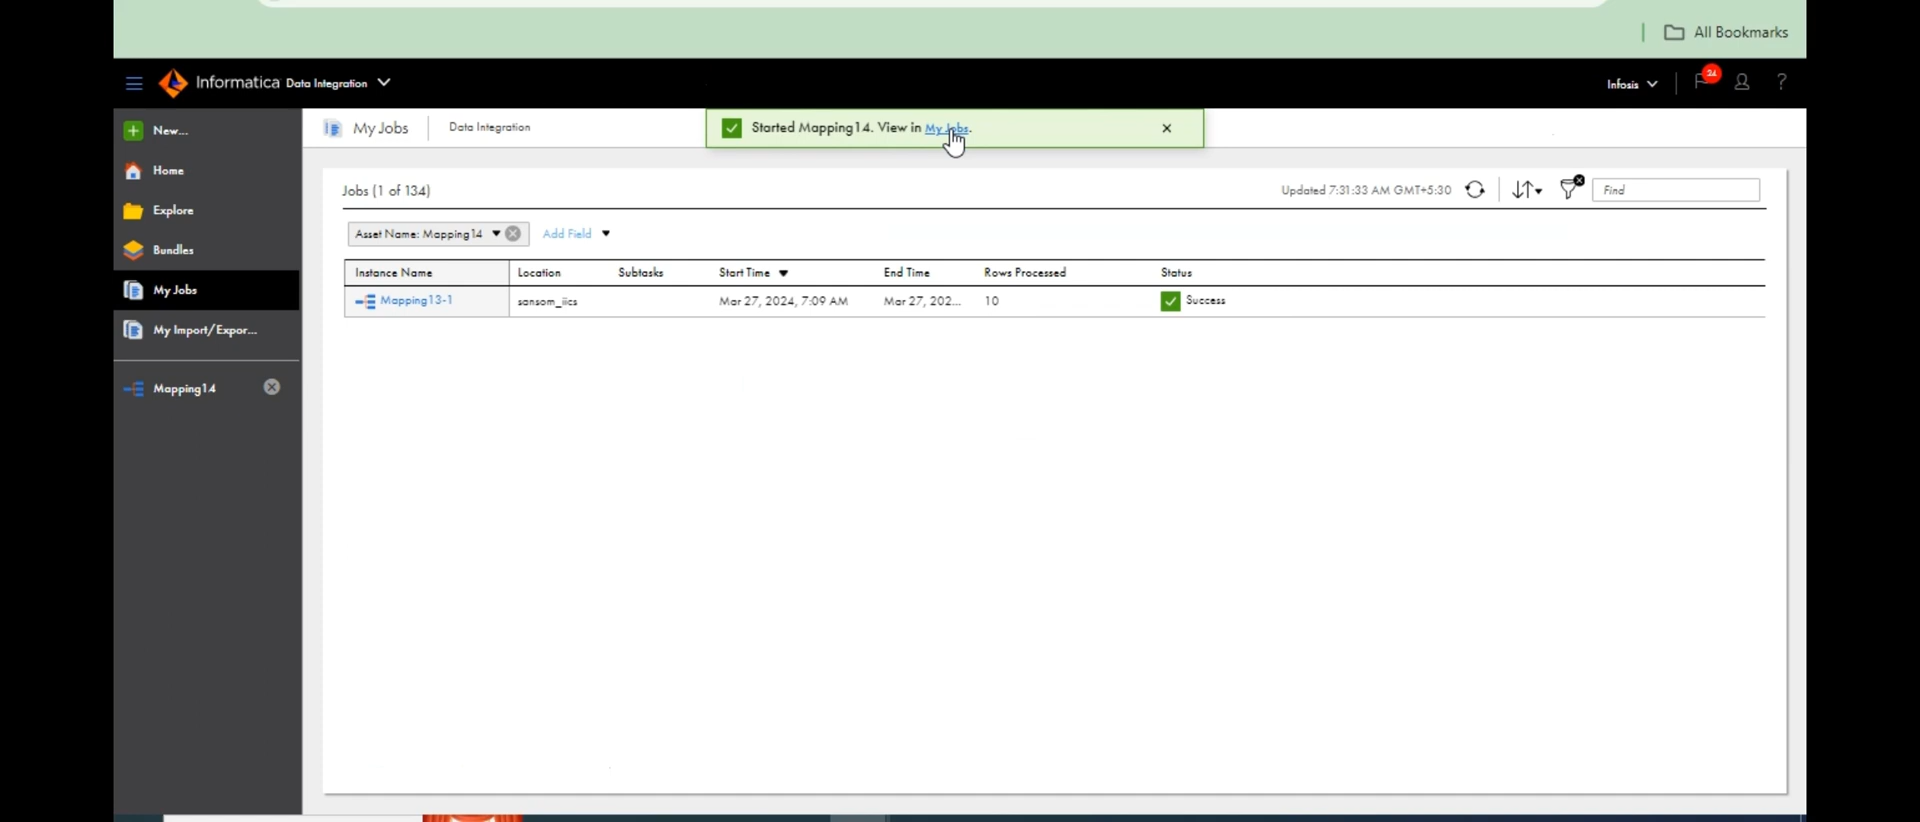 All Bookmarks
Informatica Data Integration
Infosis
24
?
New...
My Jobs
Data Integration
Started Mapping14. View in My Jobs.
Home
Explore
Bundles
My Jobs
My Import/Expor...
Mapping14
Jobs (1 of 134)
Updated 7:31:33 AM GMT+5:30
Find
Asset Name: Mapping14
Add Field
Instance Name Location Subtasks Start Time End Time Rows Processed Status
Mapping13-1 sansom_iics Mar 27, 2024, 7:09 AM Mar 27, 202... 10 Success